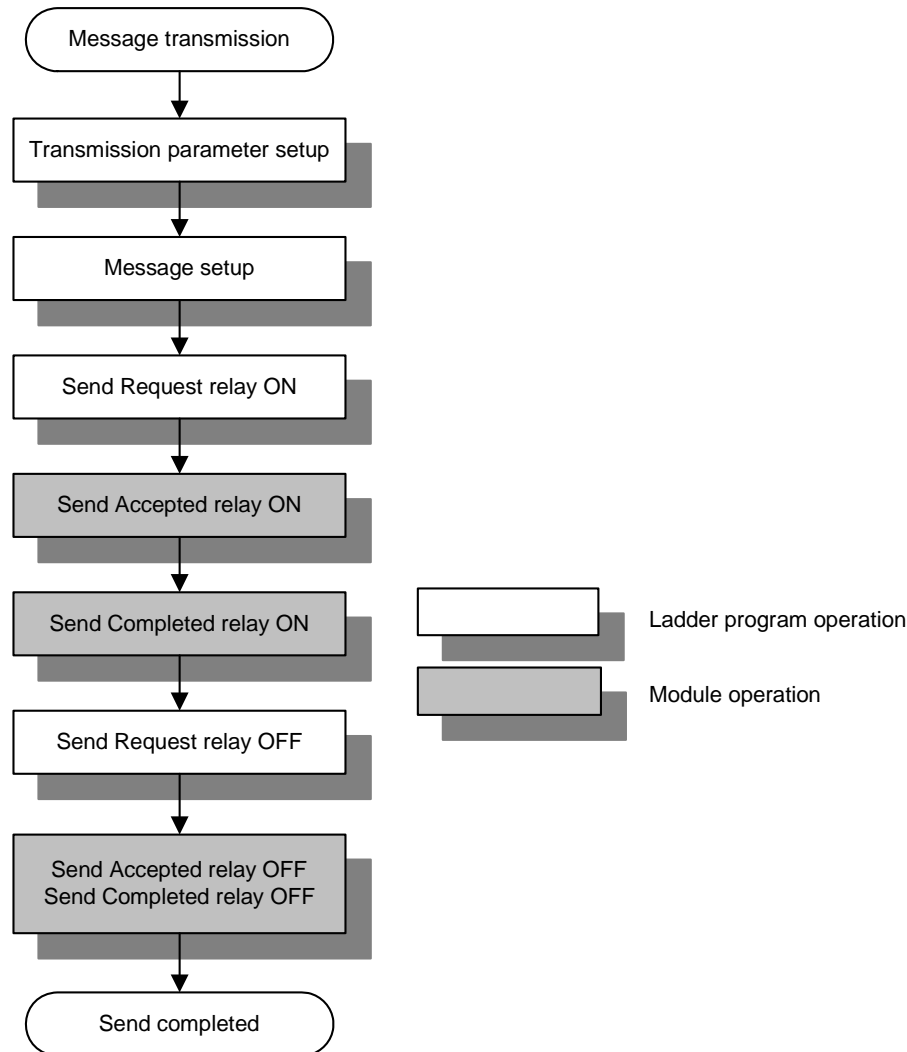 Message transmission
Transmission parameter setup
Message setup
Send Request relay ON
Send Accepted relay ON
Send Completed relay ON
Send Request relay OFF
Send Accepted relay OFF
Send Completed relay OFF
Send completed
Ladder program operation
Module operation